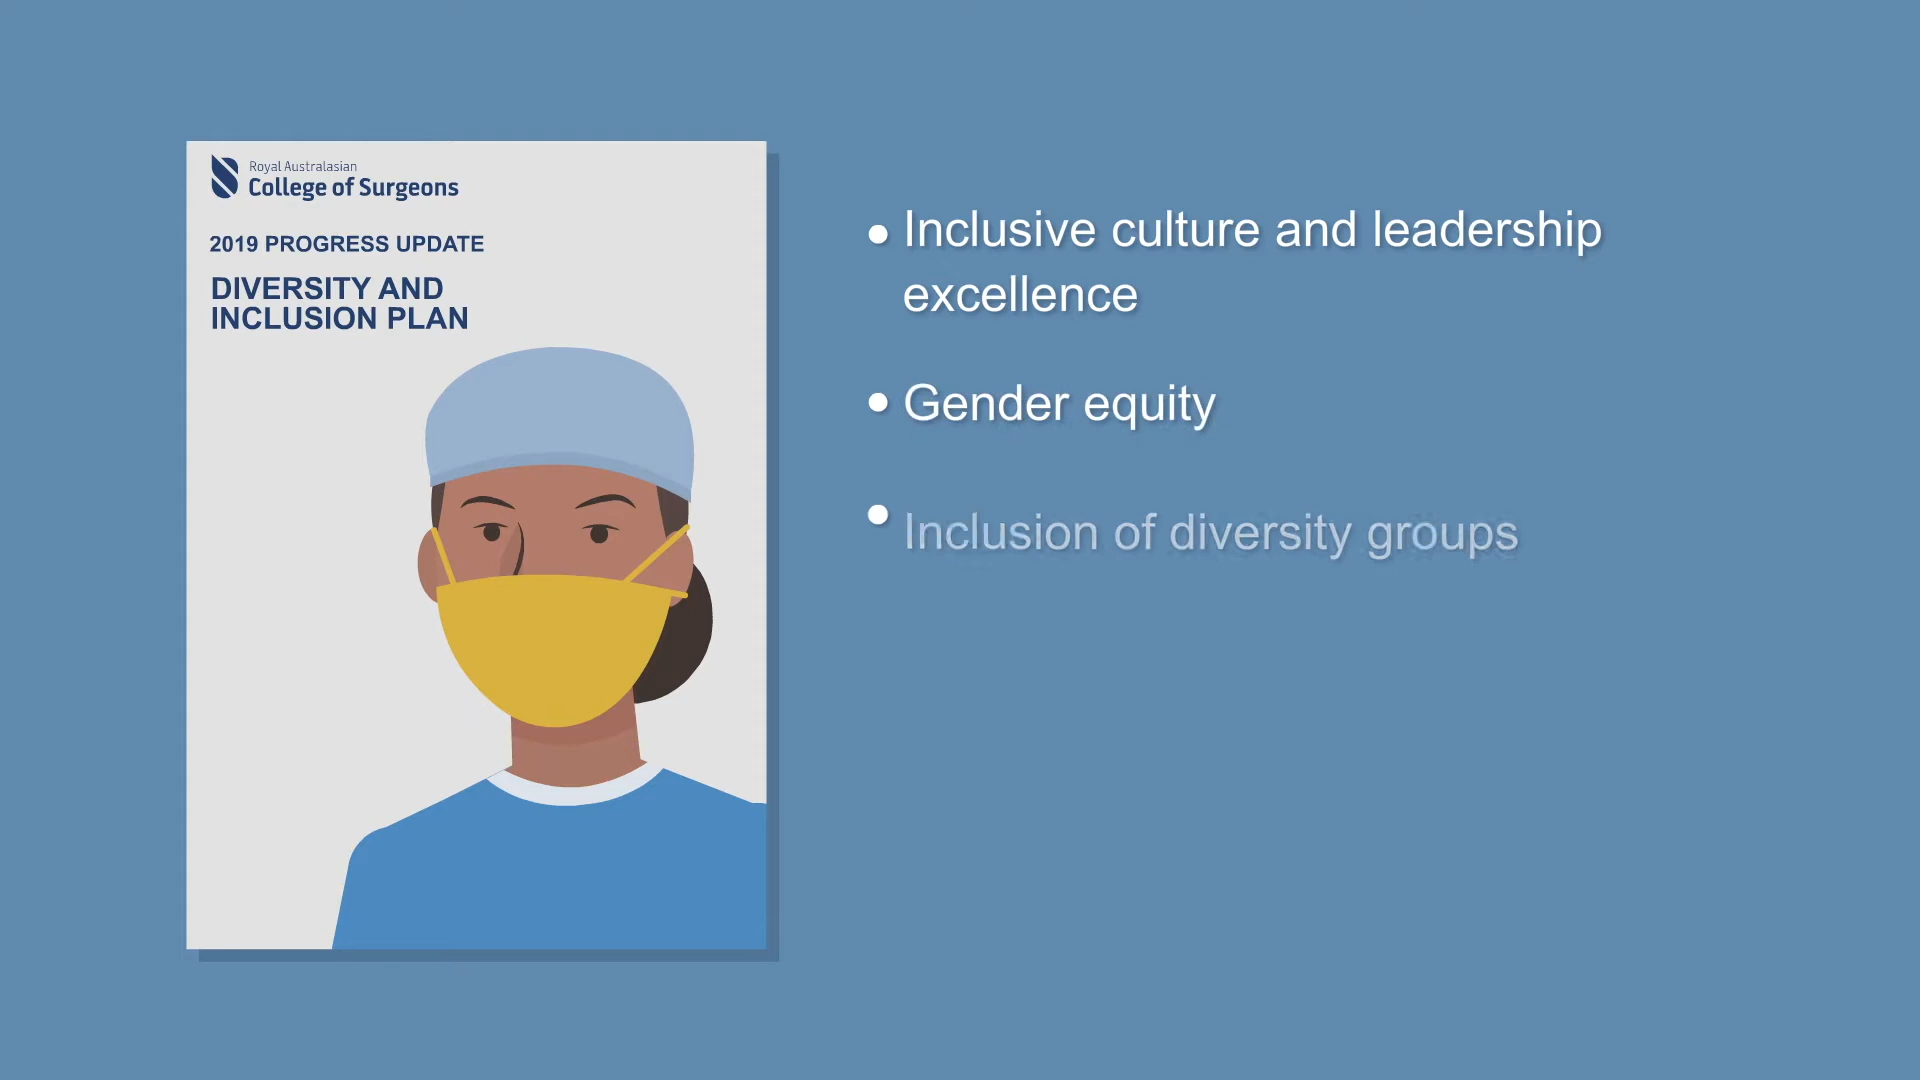 Royal Australasian
College of Surgeons
2019 PROGRESS UPDATE
DIVERSITY AND
INCLUSION PLAN
Inclusive culture and leadership
excellence
Gender equity
Inclusion of diversity groups